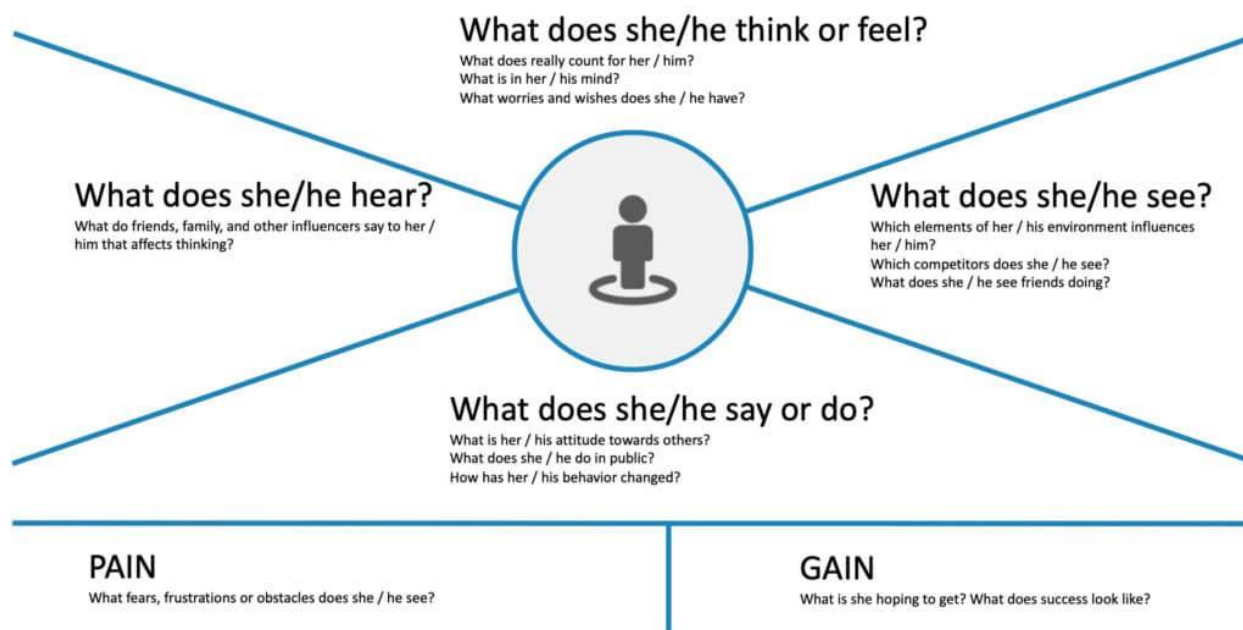 What does she/he think or feel?
What does really count for her / him?
What is in her / his mind?
What worries and wishes does she / he have?
What does she/he hear?
What do friends, family, and other influencers say to her /
him that affects thinking?
What does she/he see?
Which elements of her / his environment influences
her / him?
Which competitors does she / he see?
What does she / he see friends doing?
What does she/he say or do?
What is her / his attitude towards others?
What does she / he do in public?
How has her / his behavior changed?
PAIN
What fears, frustrations or obstacles does she / he see?
GAIN
What is she hoping to get? What does success look like?